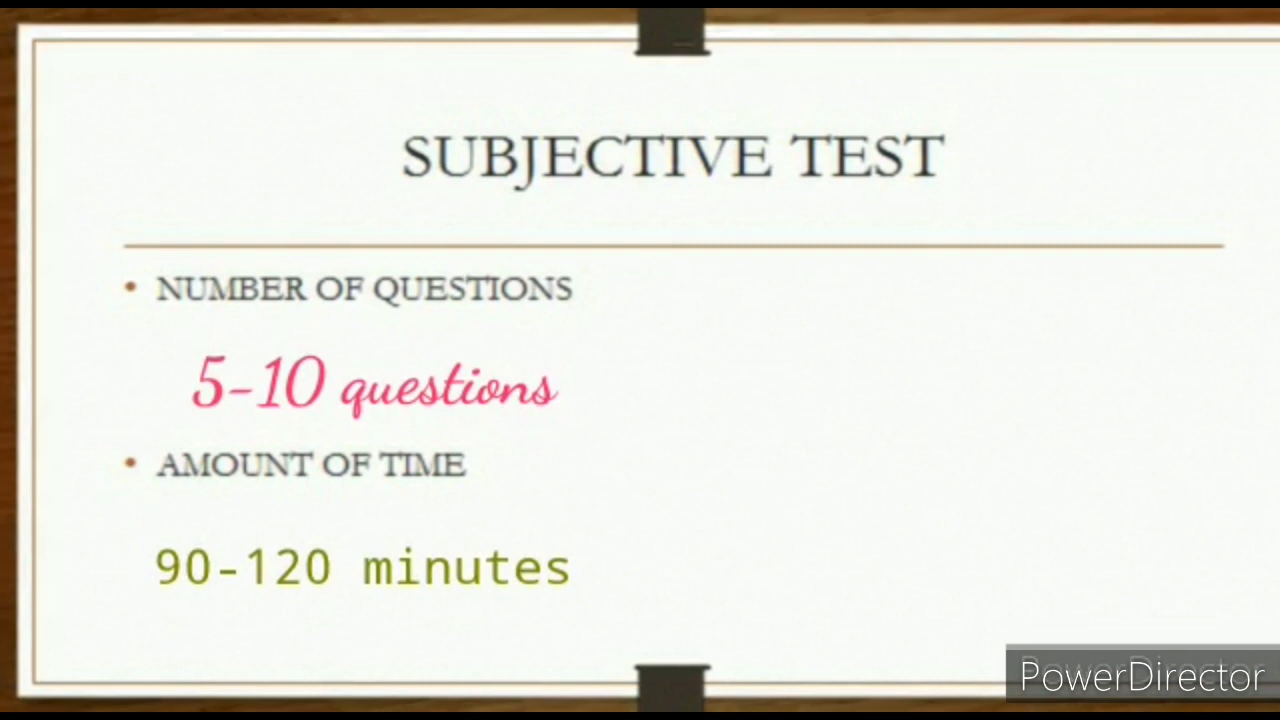 SUBJECTIVE TEST
• NUMBER OF QUESTIONS
5-10 questions
• AMOUNT OF TIME
90-120 minutes
PowerDirector